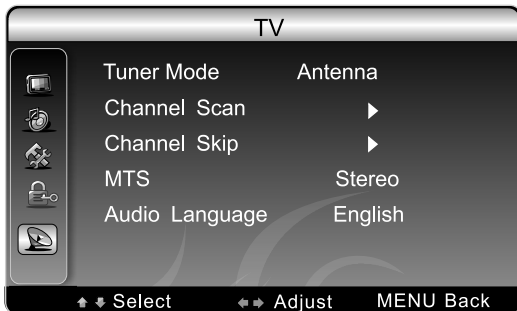 TV
Tuner Mode Antenna
Channel Scan
Channel Skip
MTS Stereo
Audio Language English
Select Adjust MENU Back